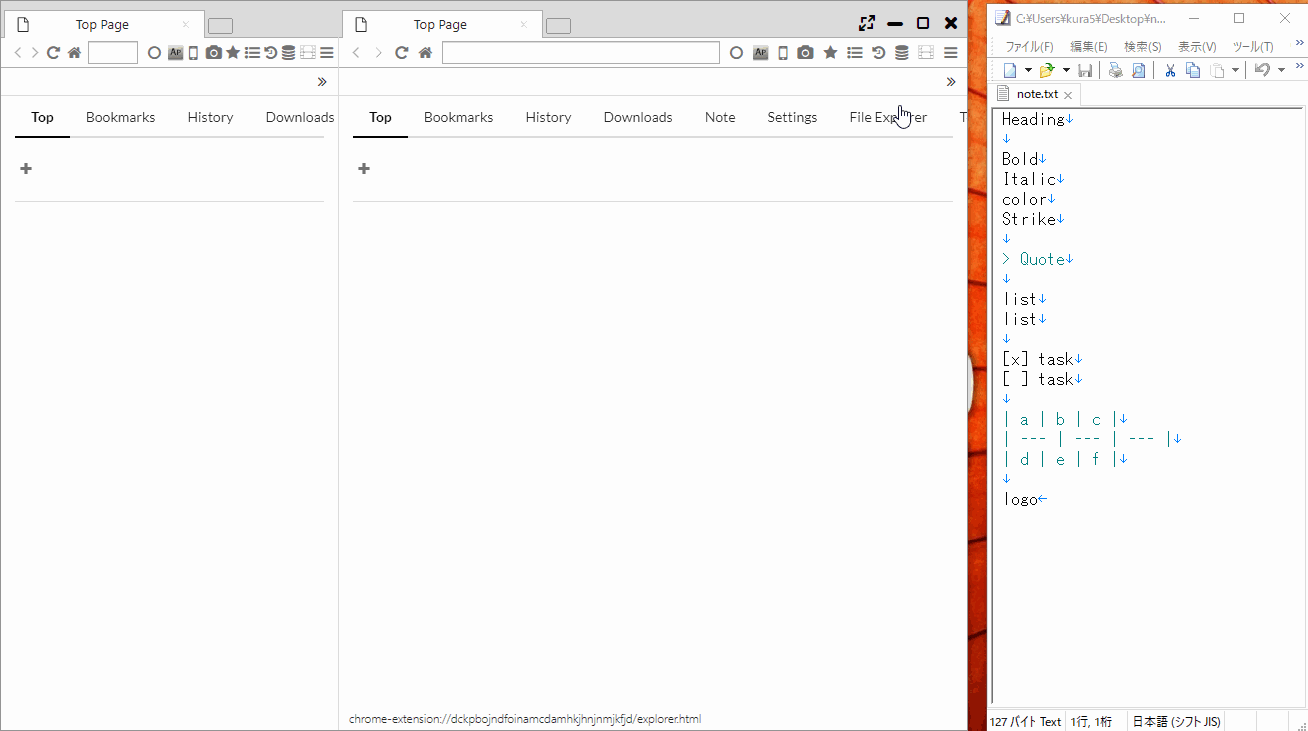 Top Page
AP
»
Top Bookmarks History Downloads
Top Page
AP
»
Top Bookmarks History Downloads Note Settings File Explorer T
chrome-extension://dckpbojndfoinamcdamhkjhnjnmjkfjd/explorer.html
C:¥Users¥kura5¥Desktop¥n...
ファイル(F) 編集(E) 検索(S) 表示(V) ツール(T) »
note.txt
Heading↓
↓
Bold↓
Italic↓
color↓
Strike↓
↓
> Quote↓
↓
list↓
list↓
↓
[x] task↓
[ ] task↓
↓
| a | b | c |↓
| --- | --- | --- |↓
| d | e | f |↓
↓
logo←
127 バイト Text 1行, 1桁 日本語 (シフト JIS)